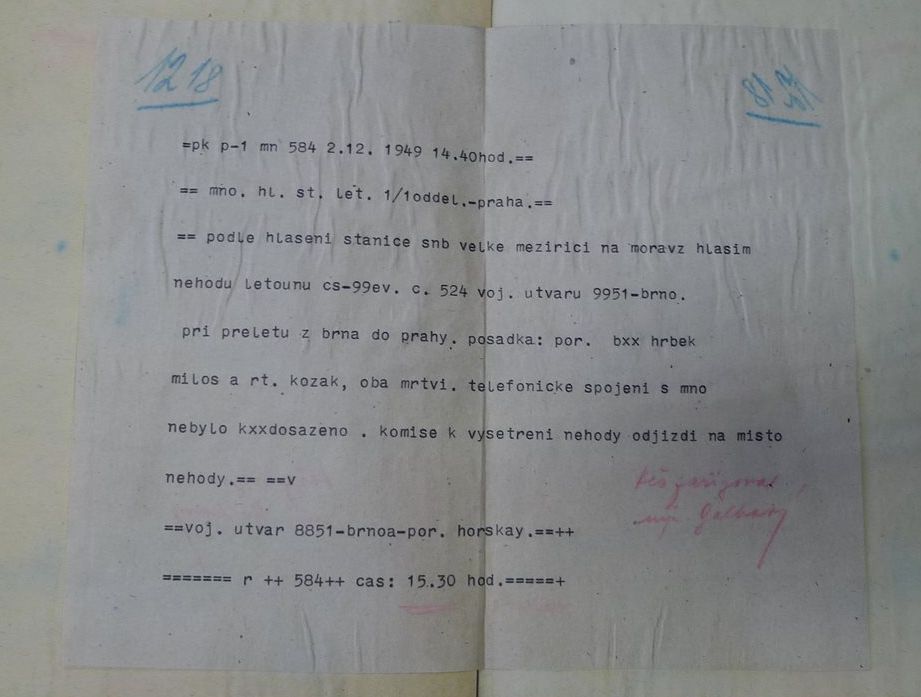 1218
=pk p-1 mn 584 2.12. 1949 14.40hod.==
== mno. hl. st. let. 1/1oddel.-praha.==
== podle hlaseni stanice snb velke mezirici na moravz hlasim
nehodu letounu cs-99ev. c. 524 voj. utvaru 9951-brno.
pri preletu z brna do prahy. posadka: por. bxx hrbek
milos a rt. kozak, oba mrtvi. telefonicke spojeni s mno
nebylo kxxdosazeno . komise k vysetreni nehody odjizdi na misto
nehody.== ==v
==voj. utvar 8851-brnoa-por. horskay.==++
======= r ++ 584++ cas: 15.30 hod.=====+